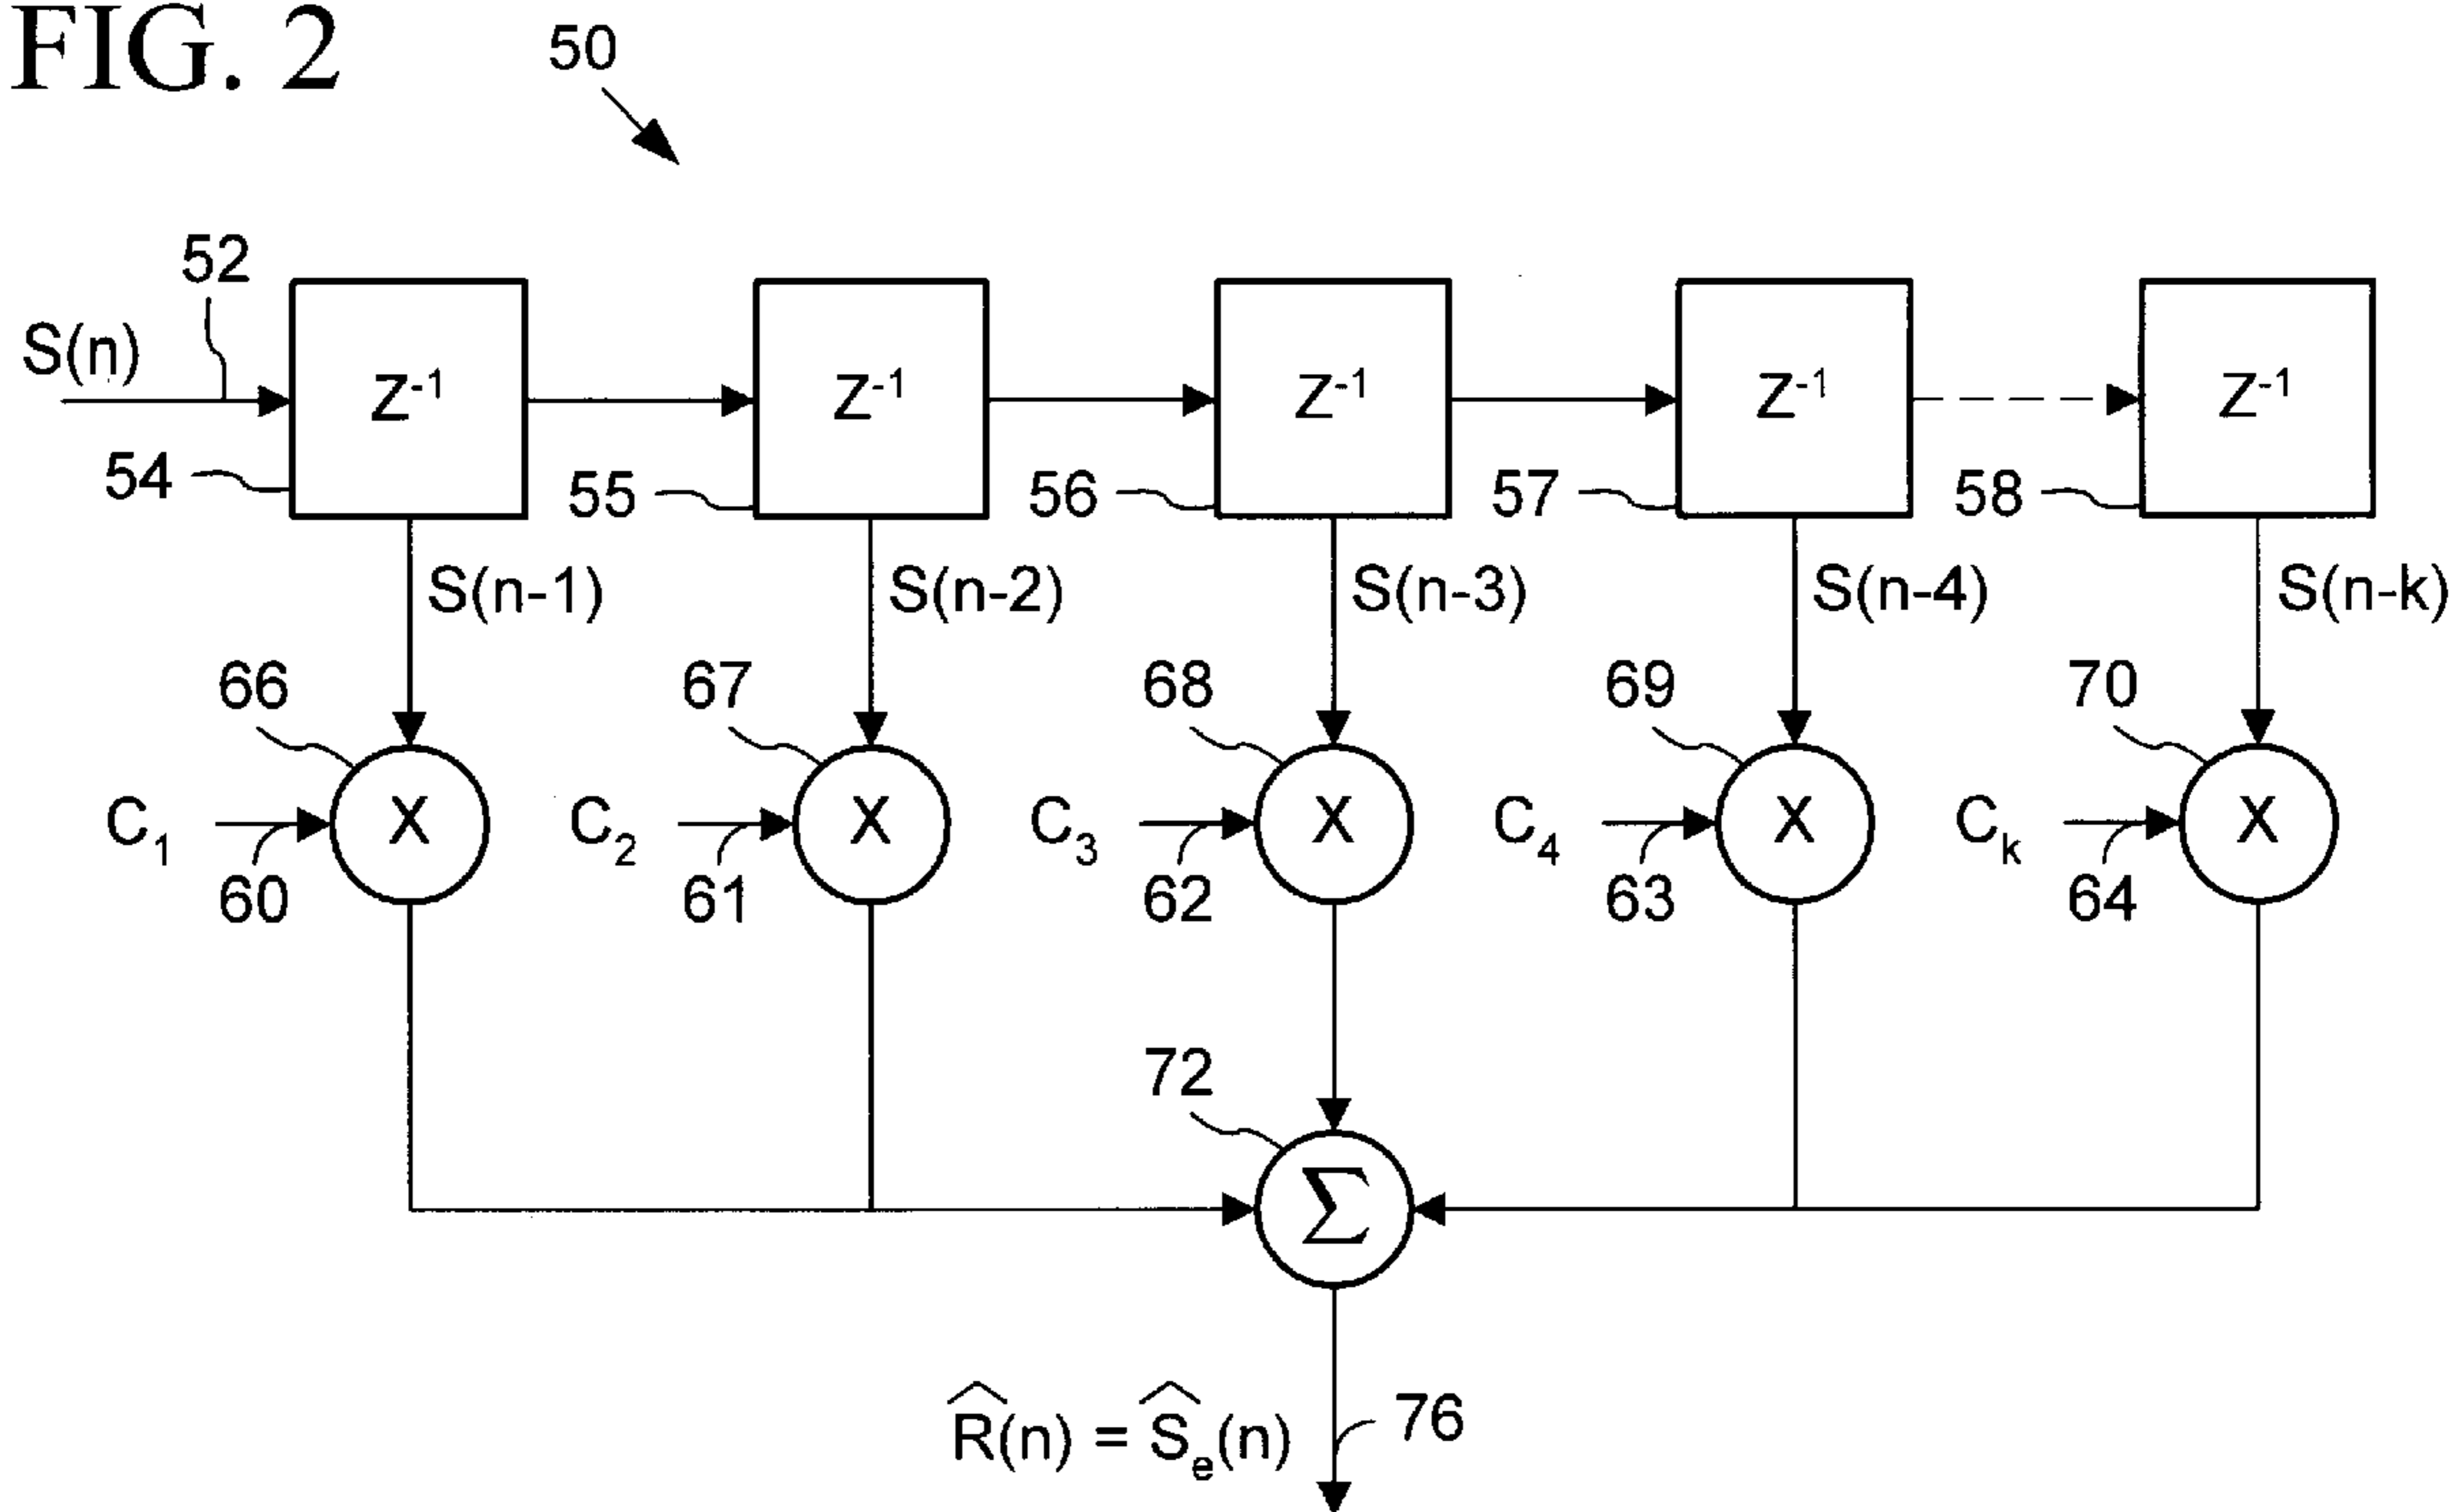 FIG. 2
50
52
S(n)
Z⁻¹ Z⁻¹ Z⁻¹ Z⁻¹ Z⁻¹
54 55 56 57 58
S(n-1) S(n-2) S(n-3) S(n-4) S(n-k)
66 67 68 69 70
C₁ X C₂ X C₃ X C₄ X Cₖ X
60 61 62 63 64
72
Σ
R̂(n) = Ŝₑ(n) 76